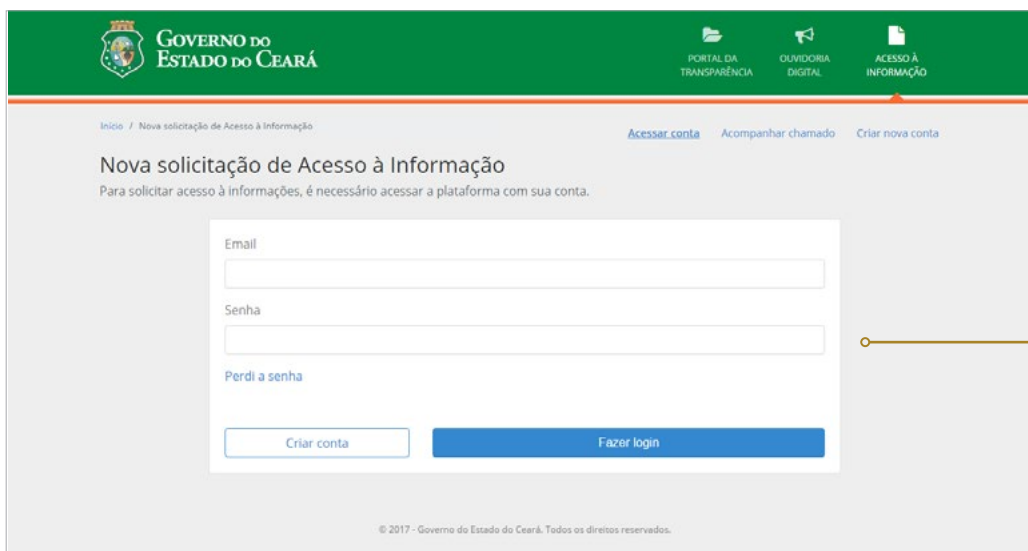 GOVERNO DO
ESTADO DO CEARÁ
PORTAL DA
TRANSPARÊNCIA
OUVIDORIA
DIGITAL
ACESSO À
INFORMAÇÃO
Início / Nova solicitação de Acesso à Informação
Acessar conta Acompanhar chamado Criar nova conta
Nova solicitação de Acesso à Informação
Para solicitar acesso à informações, é necessário acessar a plataforma com sua conta.
Email
Senha
Perdi a senha
Criar conta Fazer login
© 2017 - Governo do Estado do Ceará. Todos os direitos reservados.